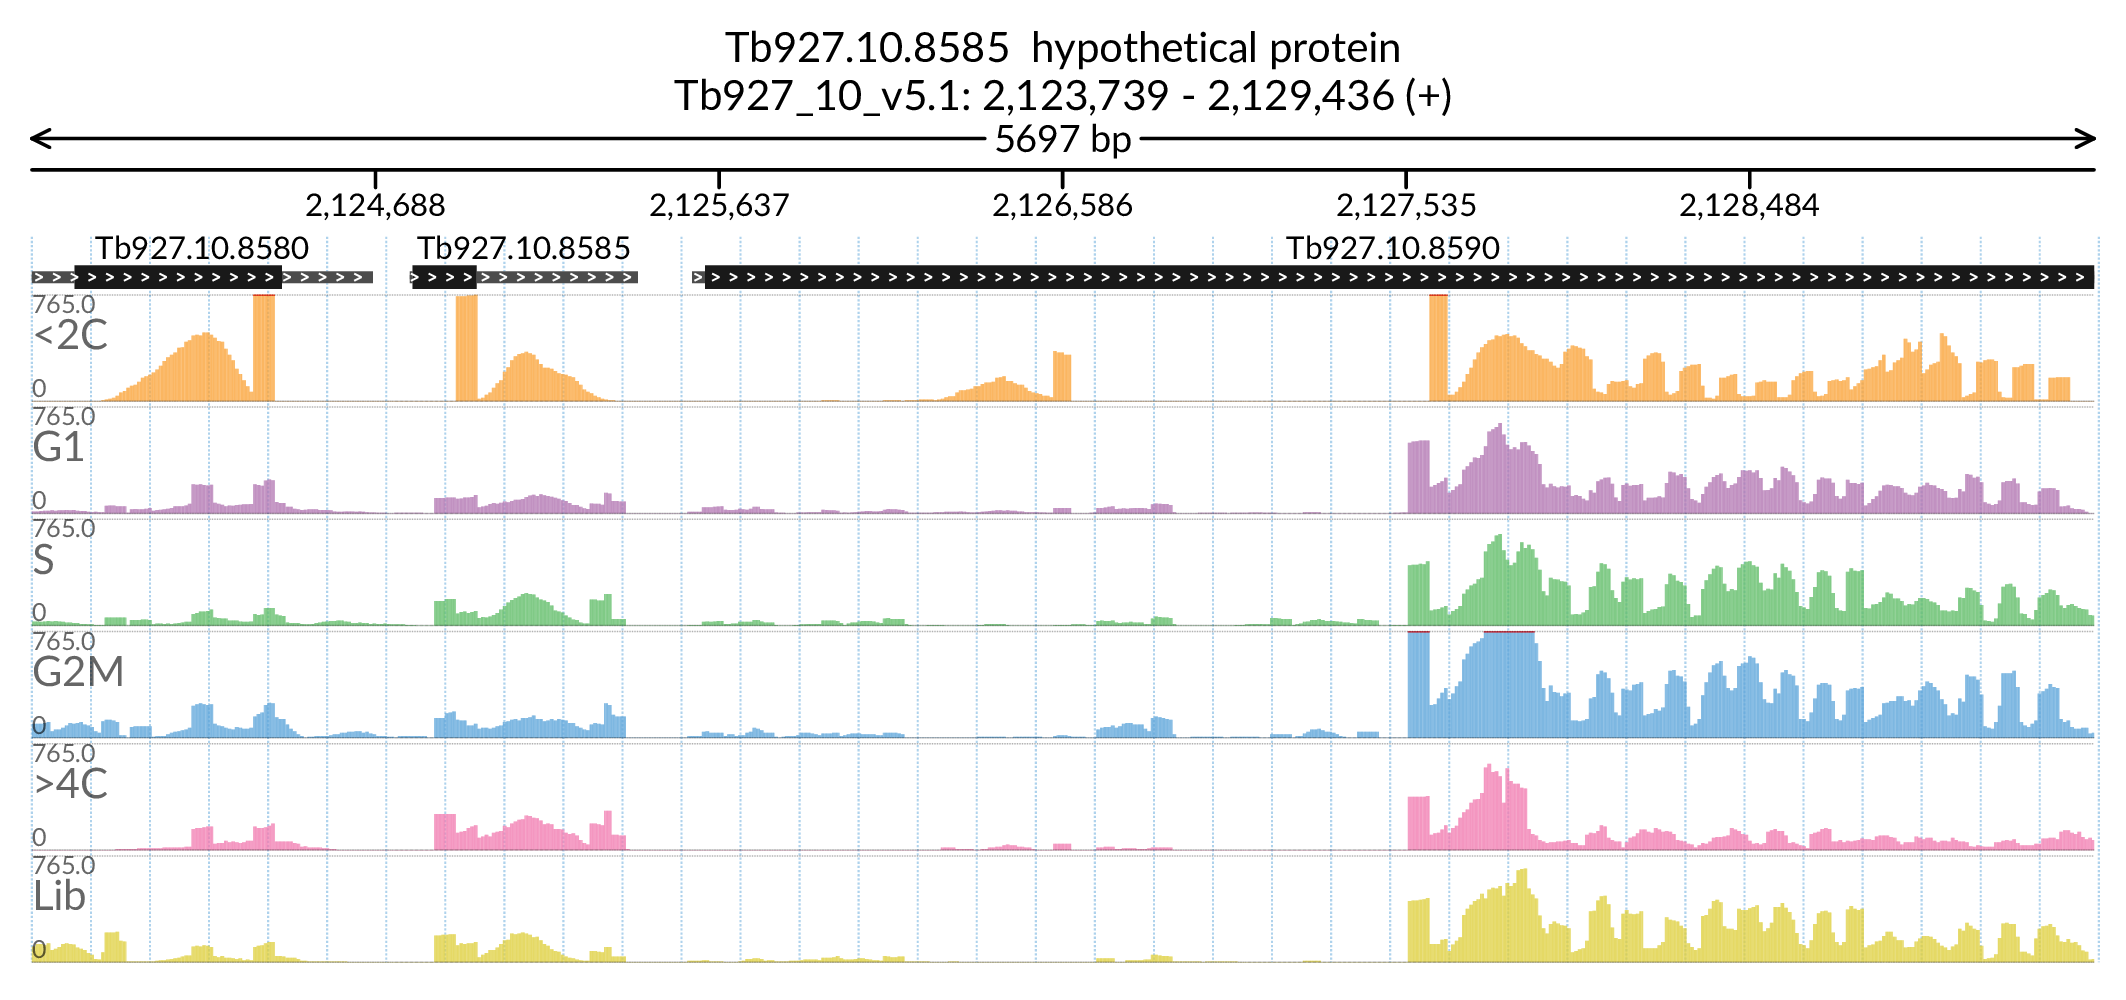 Tb927.10.8585 hypothetical protein
Tb927_10_v5.1: 2,123,739 - 2,129,436 (+)
5697 bp
2,124,688 2,125,637 2,126,586 2,127,535 2,128,484
Tb927.10.8580 Tb927.10.8585 Tb927.10.8590
765.0
<2C
0
765.0
G1
0
765.0
S
0
765.0
G2M
0
765.0
>4C
0
765.0
Lib
0